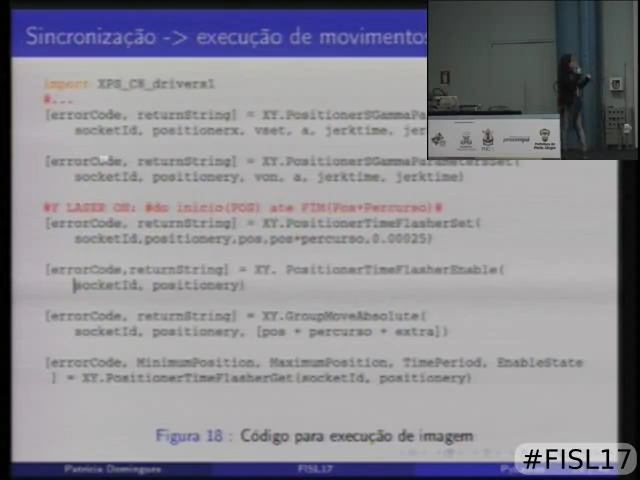 Sincronização -> execução de movimentos
import XPS_C8_drivers1
#...
[errorCode, returnString] = XY.PositionerSGammaPara
socketId, positionerx, vset, a, jerktime, jer
[errorCode, returnString] = XY.PositionerSGammaParametersSet(
socketId, positionery, von, a, jerktime, jerktime)
#Y LASER ON: #do inicio(POS) ate FIM(Pos+Percurso)#
[errorCode, returnString] = XY.PositionerTimeFlasherSet(
socketId,positionery,pos,pos+percurso,0.00025)
[errorCode,returnString] = XY. PositionerTimeFlasherEnable(
socketId, positionery)
[errorCode, returnString] = XY.GroupMoveAbsolute(
socketId, positionery, [pos + percurso + extra])
[errorCode, MinimumPosition, MaximumPosition, TimePeriod, EnableState
] = XY.PositionerTimeFlasherGet(socketId, positionery)
Figura 18 : Código para execução de imagem
Patricia Domingues
FISL17
#FISL17